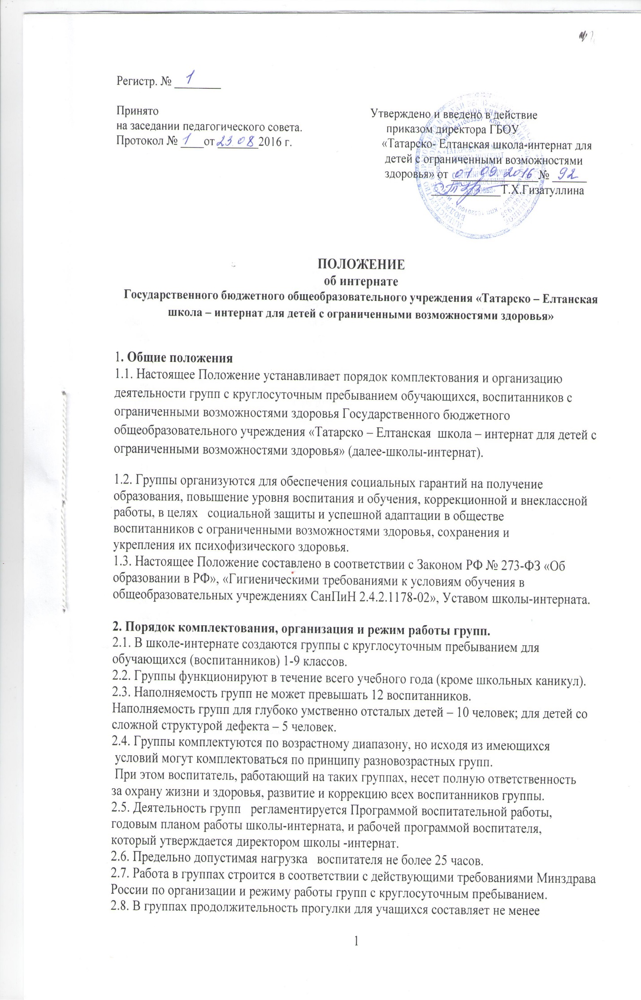 Регистр. № 1
Принято
на заседании педагогического совета.
Протокол № 1 от 23.08 2016 г.
Утверждено и введено в действие
приказом директора ГБОУ
«Татарско- Елтанская школа-интернат для
детей с ограниченными возможностями
здоровья» от 01 09 2016 № 92
Т.Х.Гизатуллина
ПОЛОЖЕНИЕ
об интернате
Государственного бюджетного общеобразовательного учреждения «Татарско – Елтанская
школа – интернат для детей с ограниченными возможностями здоровья»
1. Общие положения
1.1. Настоящее Положение устанавливает порядок комплектования и организацию
деятельности групп с круглосуточным пребыванием обучающихся, воспитанников с
ограниченными возможностями здоровья Государственного бюджетного
общеобразовательного учреждения «Татарско – Елтанская школа – интернат для детей с
ограниченными возможностями здоровья» (далее-школы-интернат).
1.2. Группы организуются для обеспечения социальных гарантий на получение
образования, повышение уровня воспитания и обучения, коррекционной и внеклассной
работы, в целях социальной защиты и успешной адаптации в обществе
воспитанников с ограниченными возможностями здоровья, сохранения и
укрепления их психофизического здоровья.
1.3. Настоящее Положение составлено в соответствии с Законом РФ № 273-ФЗ «Об
образовании в РФ», «Гигиеническими требованиями к условиям обучения в
общеобразовательных учреждениях СанПиН 2.4.2.1178-02», Уставом школы-интерната.
2. Порядок комплектования, организация и режим работы групп.
2.1. В школе-интернате создаются группы с круглосуточным пребыванием для
обучающихся (воспитанников) 1-9 классов.
2.2. Группы функционируют в течение всего учебного года (кроме школьных каникул).
2.3. Наполняемость групп не может превышать 12 воспитанников.
Наполняемость групп для глубоко умственно отсталых детей – 10 человек; для детей со
сложной структурой дефекта – 5 человек.
2.4. Группы комплектуются по возрастному диапазону, но исходя из имеющихся
условий могут комплектоваться по принципу разновозрастных групп.
При этом воспитатель, работающий на таких группах, несет полную ответственность
за охрану жизни и здоровья, развитие и коррекцию всех воспитанников группы.
2.5. Деятельность групп регламентируется Программой воспитательной работы,
годовым планом работы школы-интерната, и рабочей программой воспитателя,
который утверждается директором школы -интернат.
2.6. Предельно допустимая нагрузка воспитателя не более 25 часов.
2.7. Работа в группах строится в соответствии с действующими требованиями Минздрава
России по организации и режиму работы групп с круглосуточным пребыванием.
2.8. В группах продолжительность прогулки для учащихся составляет не менее
1